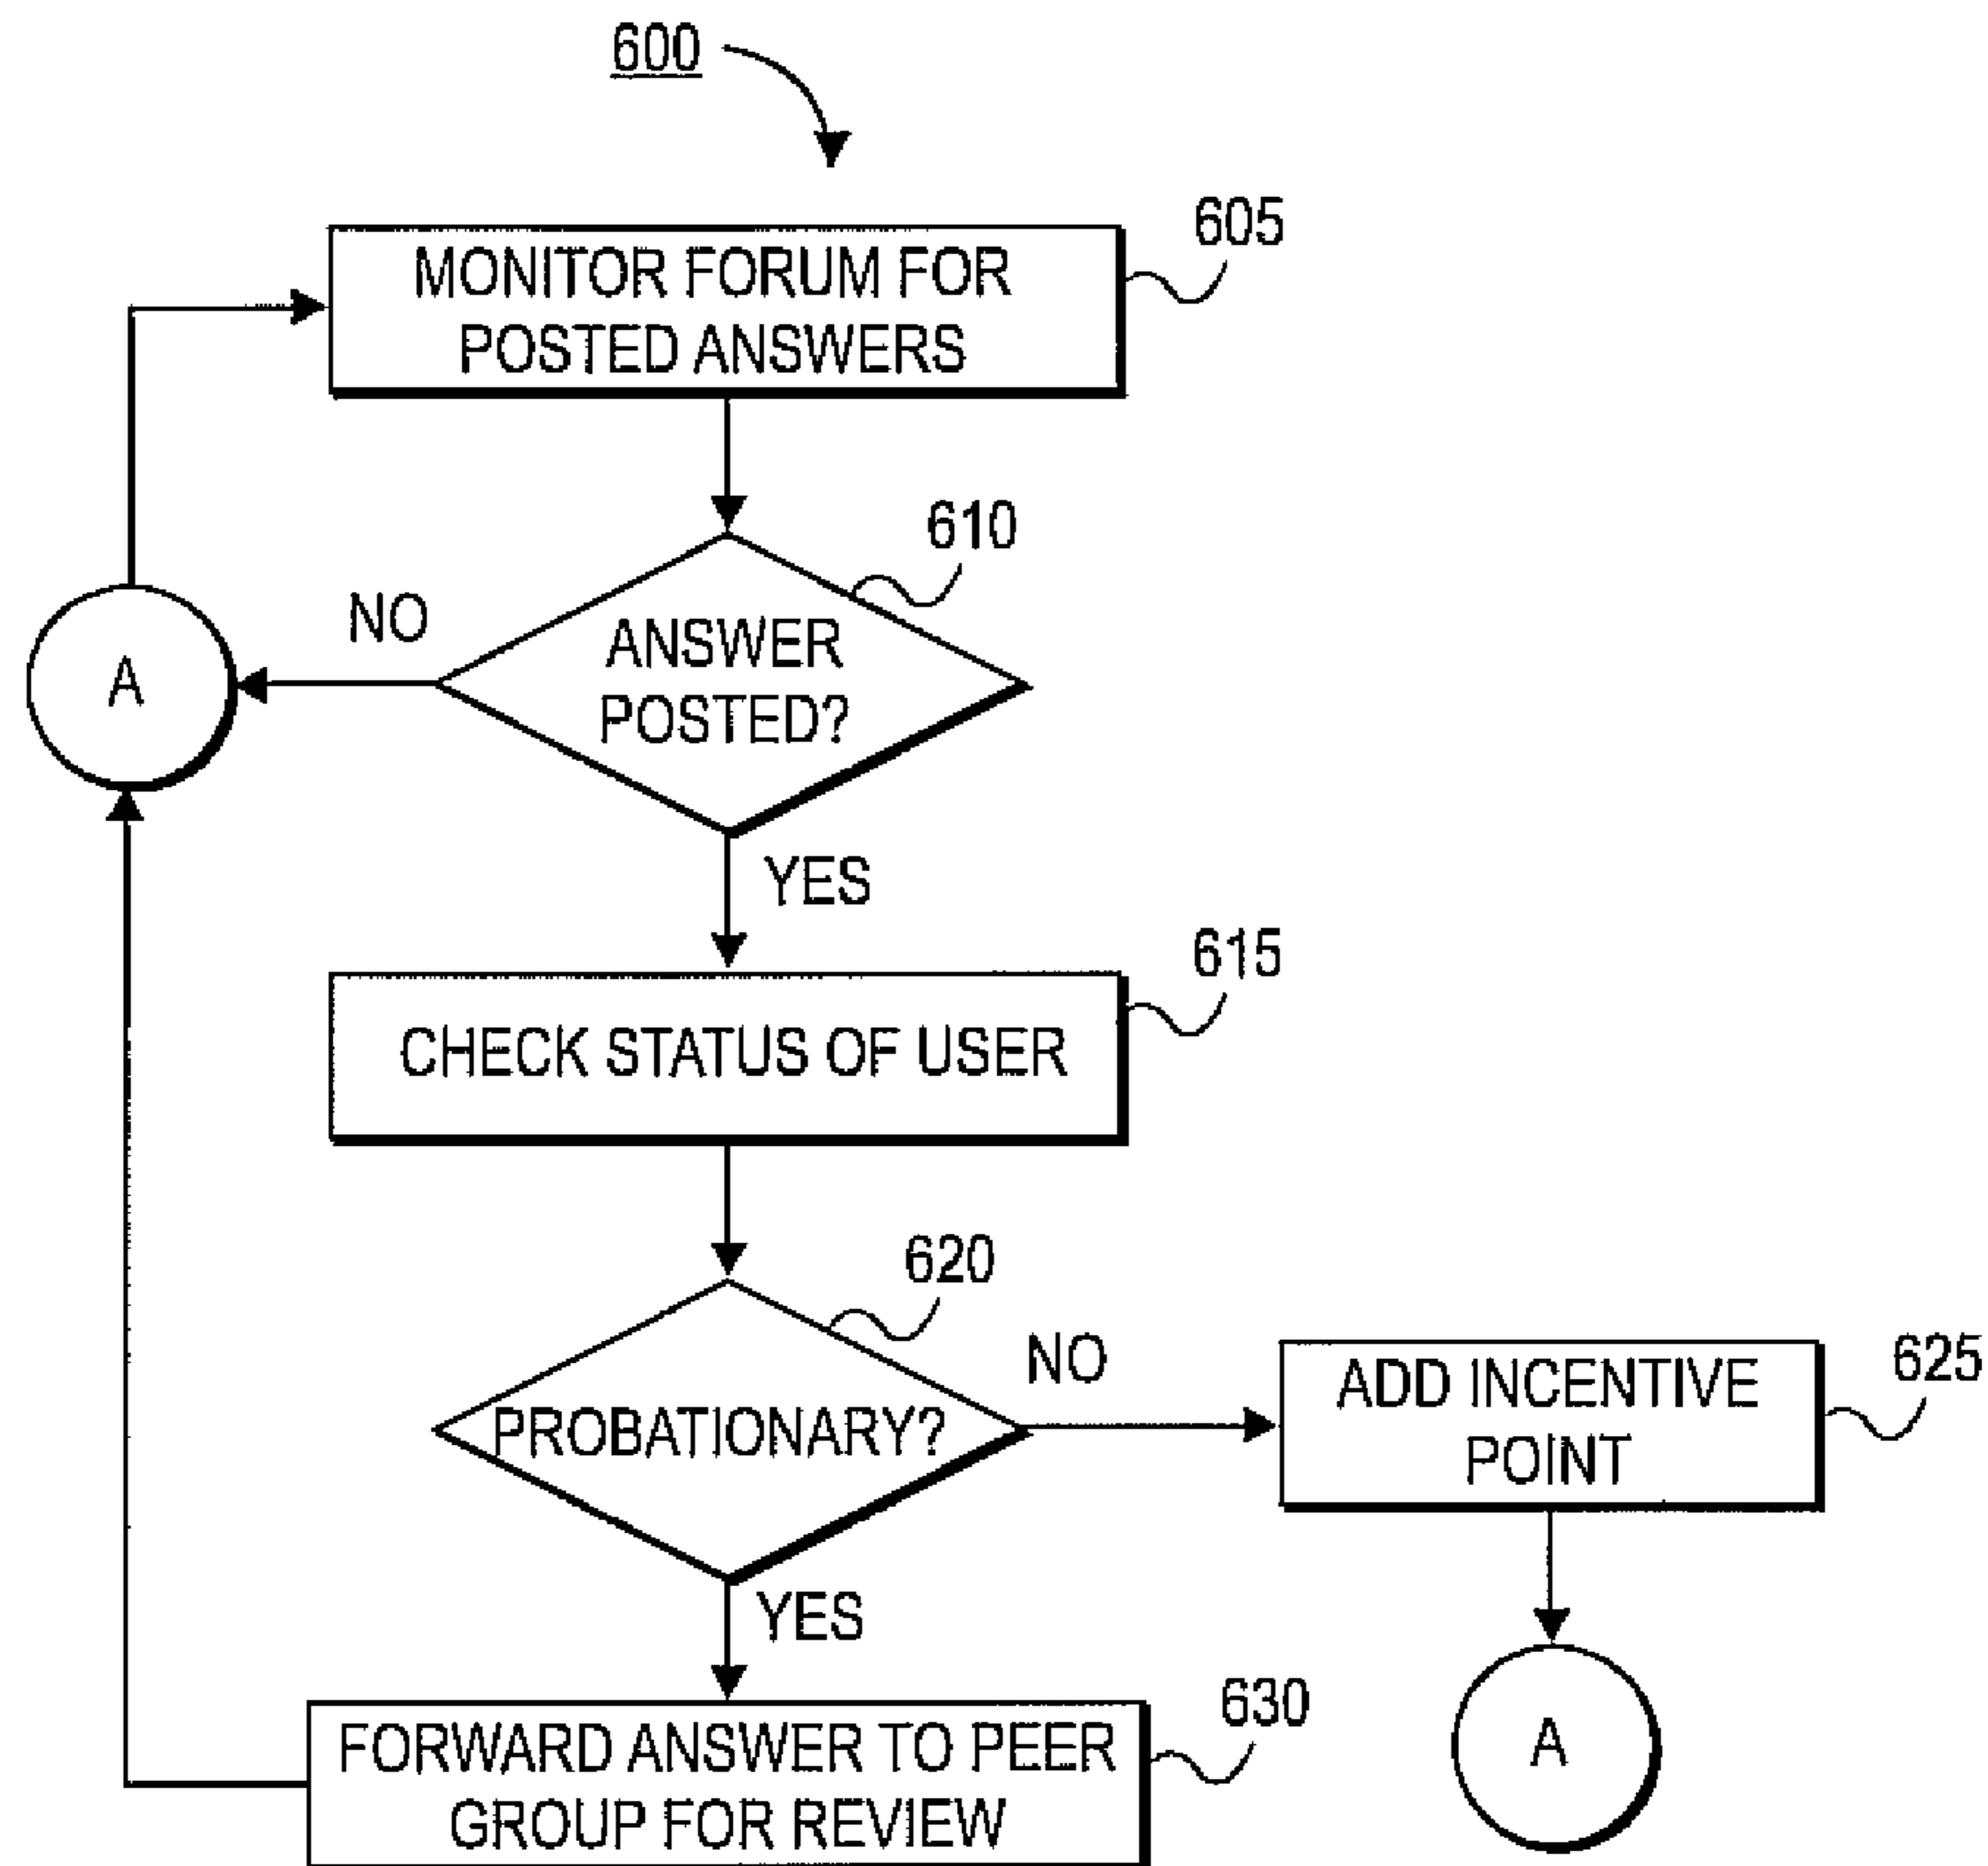 600
605
MONITOR FORUM FOR
POSTED ANSWERS
610
NO
ANSWER
POSTED?
A
YES
615
CHECK STATUS OF USER
620
NO
PROBATIONARY?
625
ADD INCENTIVE
POINT
YES
630
FORWARD ANSWER TO PEER
GROUP FOR REVIEW
A